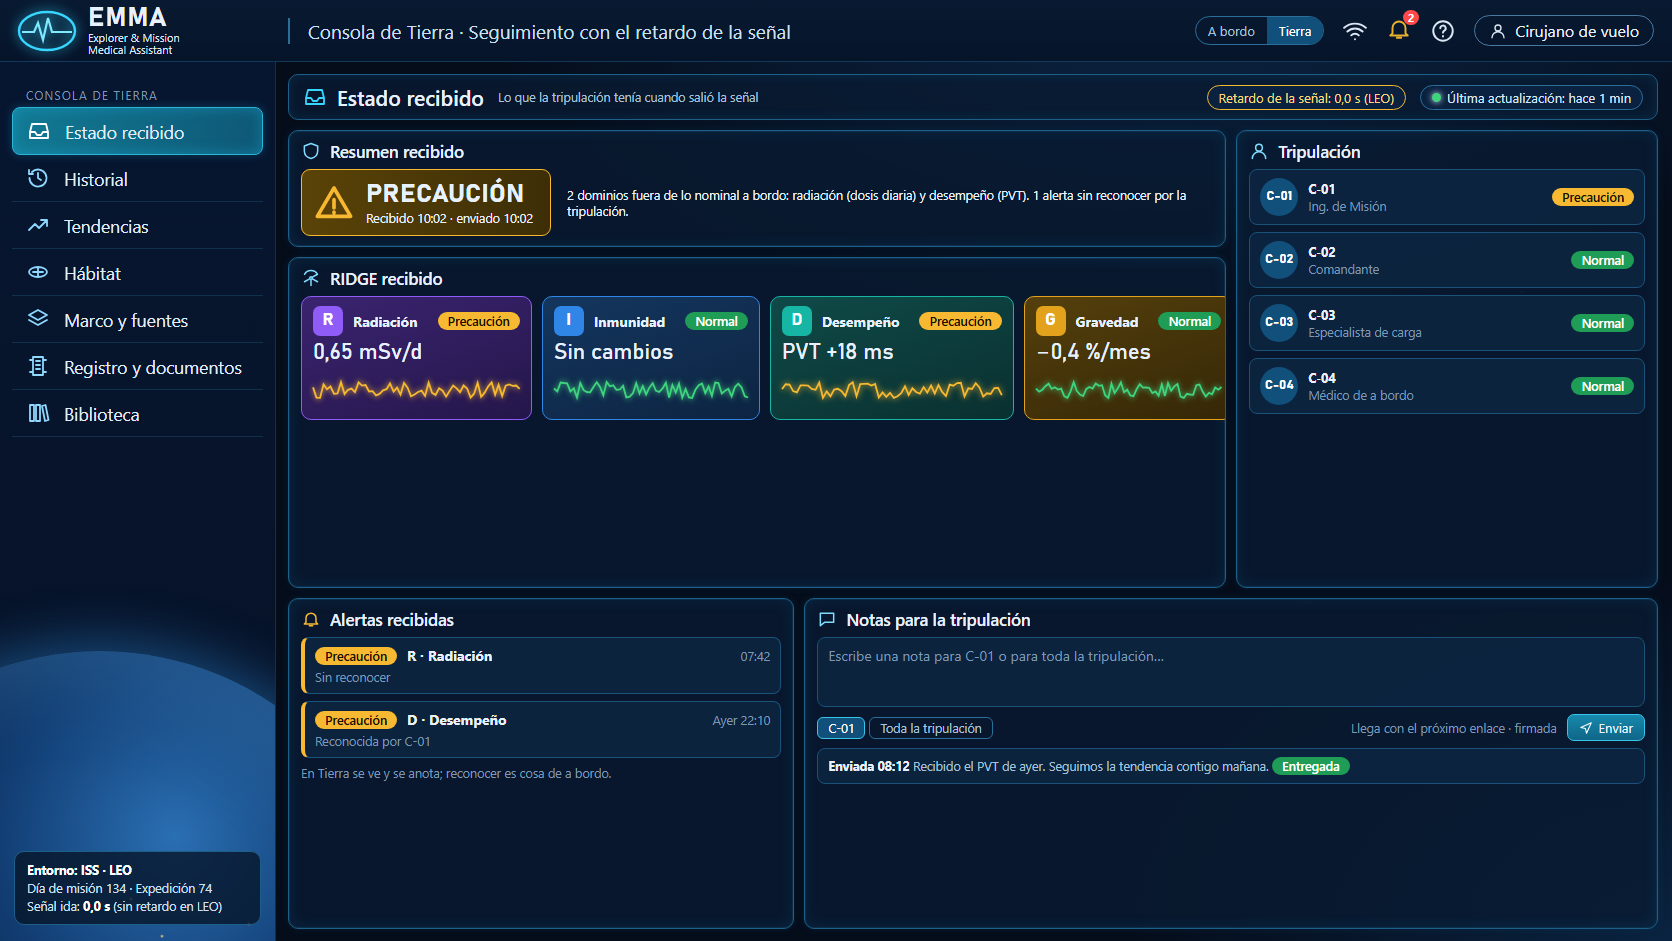 EMMA
Explorer & Mission
Medical Assistant
Consola de Tierra · Seguimiento con el retardo de la señal
A bordo
Tierra
2
Cirujano de vuelo
CONSOLA DE TIERRA
Estado recibido
Historial
Tendencias
Hábitat
Marco y fuentes
Registro y documentos
Biblioteca
Entorno: ISS · LEO
Día de misión 134 · Expedición 74
Señal ida: 0,0 s (sin retardo en LEO)
Estado recibido
Lo que la tripulación tenía cuando salió la señal
Retardo de la señal: 0,0 s (LEO)
Última actualización: hace 1 min
Resumen recibido
PRECAUCIÓN
Recibido 10:02 · enviado 10:02
2 dominios fuera de lo nominal a bordo: radiación (dosis diaria) y desempeño (PVT). 1 alerta sin reconocer por la
tripulación.
RIDGE recibido
R Radiación Precaución
0,65 mSv/d
I Inmunidad Normal
Sin cambios
D Desempeño Precaución
PVT +18 ms
G Gravedad Normal
−0,4 %/mes
Tripulación
C-01 C-01 Precaución
Ing. de Misión
C-02 C-02 Normal
Comandante
C-03 C-03 Normal
Especialista de carga
C-04 C-04 Normal
Médico de a bordo
Alertas recibidas
Precaución R · Radiación 07:42
Sin reconocer
Precaución D · Desempeño Ayer 22:10
Reconocida por C-01
En Tierra se ve y se anota; reconocer es cosa de a bordo.
Notas para la tripulación
Escribe una nota para C-01 o para toda la tripulación...
C-01
Toda la tripulación
Llega con el próximo enlace · firmada
Enviar
Enviada 08:12 Recibido el PVT de ayer. Seguimos la tendencia contigo mañana. Entregada